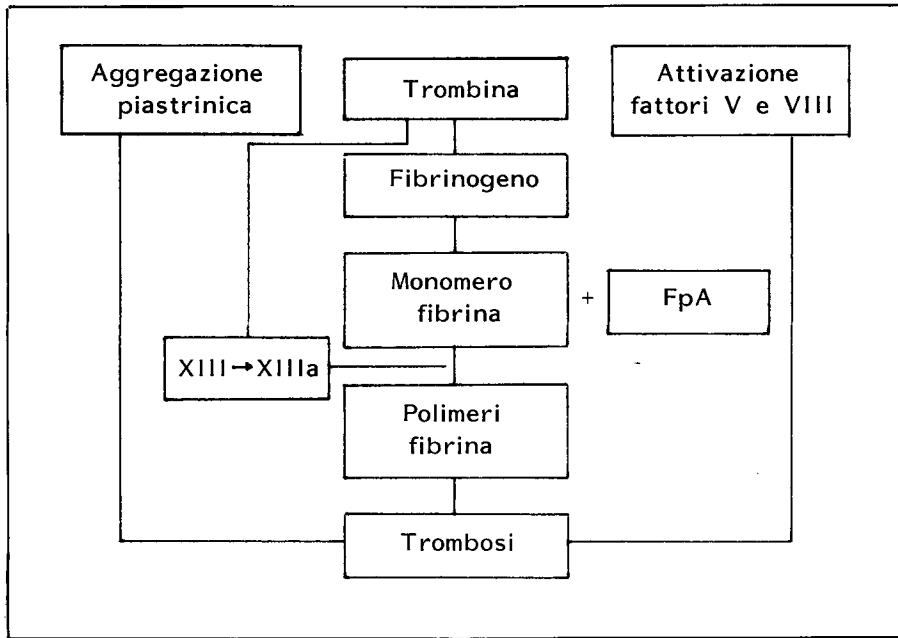 Aggregazione
piastrinica
Trombina
Attivazione
fattori V e VIII
Fibrinogeno
Monomero
fibrina
+
FpA
XIII→XIIIa
Polimeri
fibrina
Trombosi